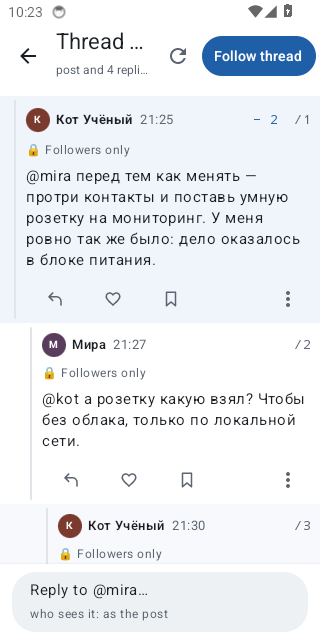 10:23
Thread ...
post and 4 repli...
Follow thread
К
Кот Учёный 21:25
− 2 / 1
🔒 Followers only
@mira перед тем как менять —
протри контакты и поставь умную
розетку на мониторинг. У меня
ровно так же было: дело оказалось
в блоке питания.
М
Мира 21:27
/ 2
🔒 Followers only
@kot а розетку какую взял? Чтобы
без облака, только по локальной
сети.
К
Кот Учёный 21:30
/ 3
🔒 Followers only
Reply to @mira...
who sees it: as the post